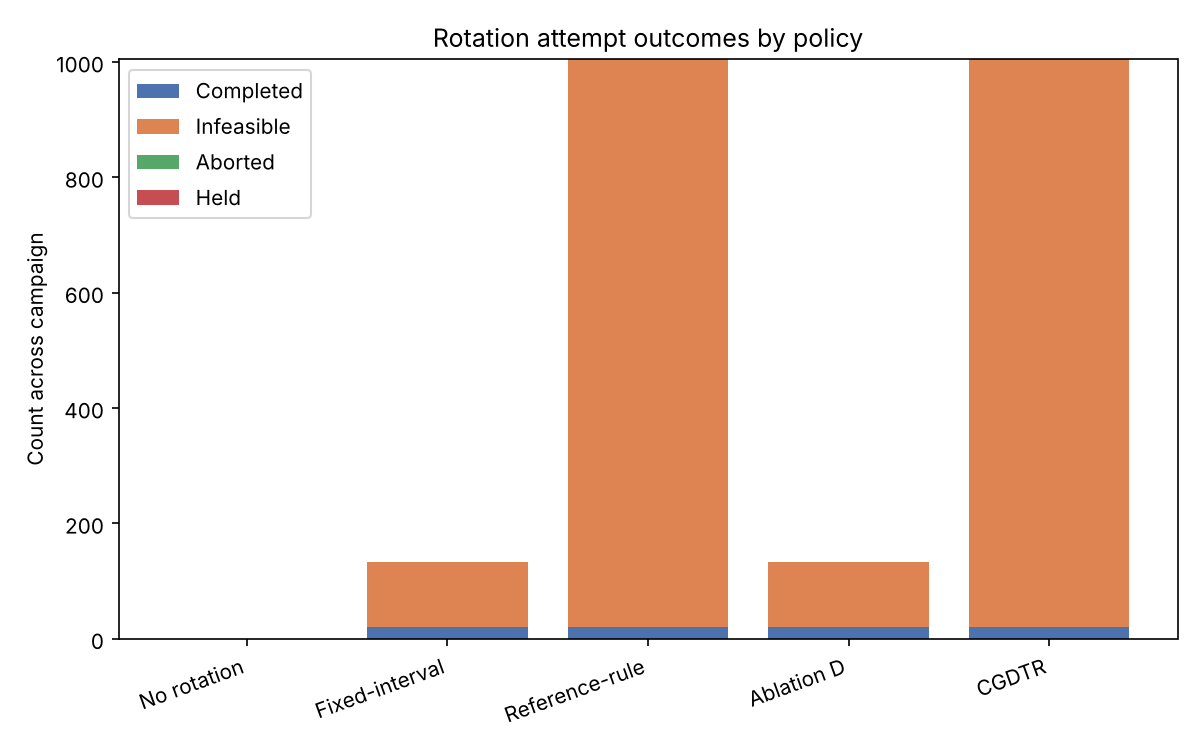 Rotation attempt outcomes by policy
Count across campaign
1000
800
600
400
200
0
Completed
Infeasible
Aborted
Held
No rotation
Fixed-interval
Reference-rule
Ablation D
CGDTR